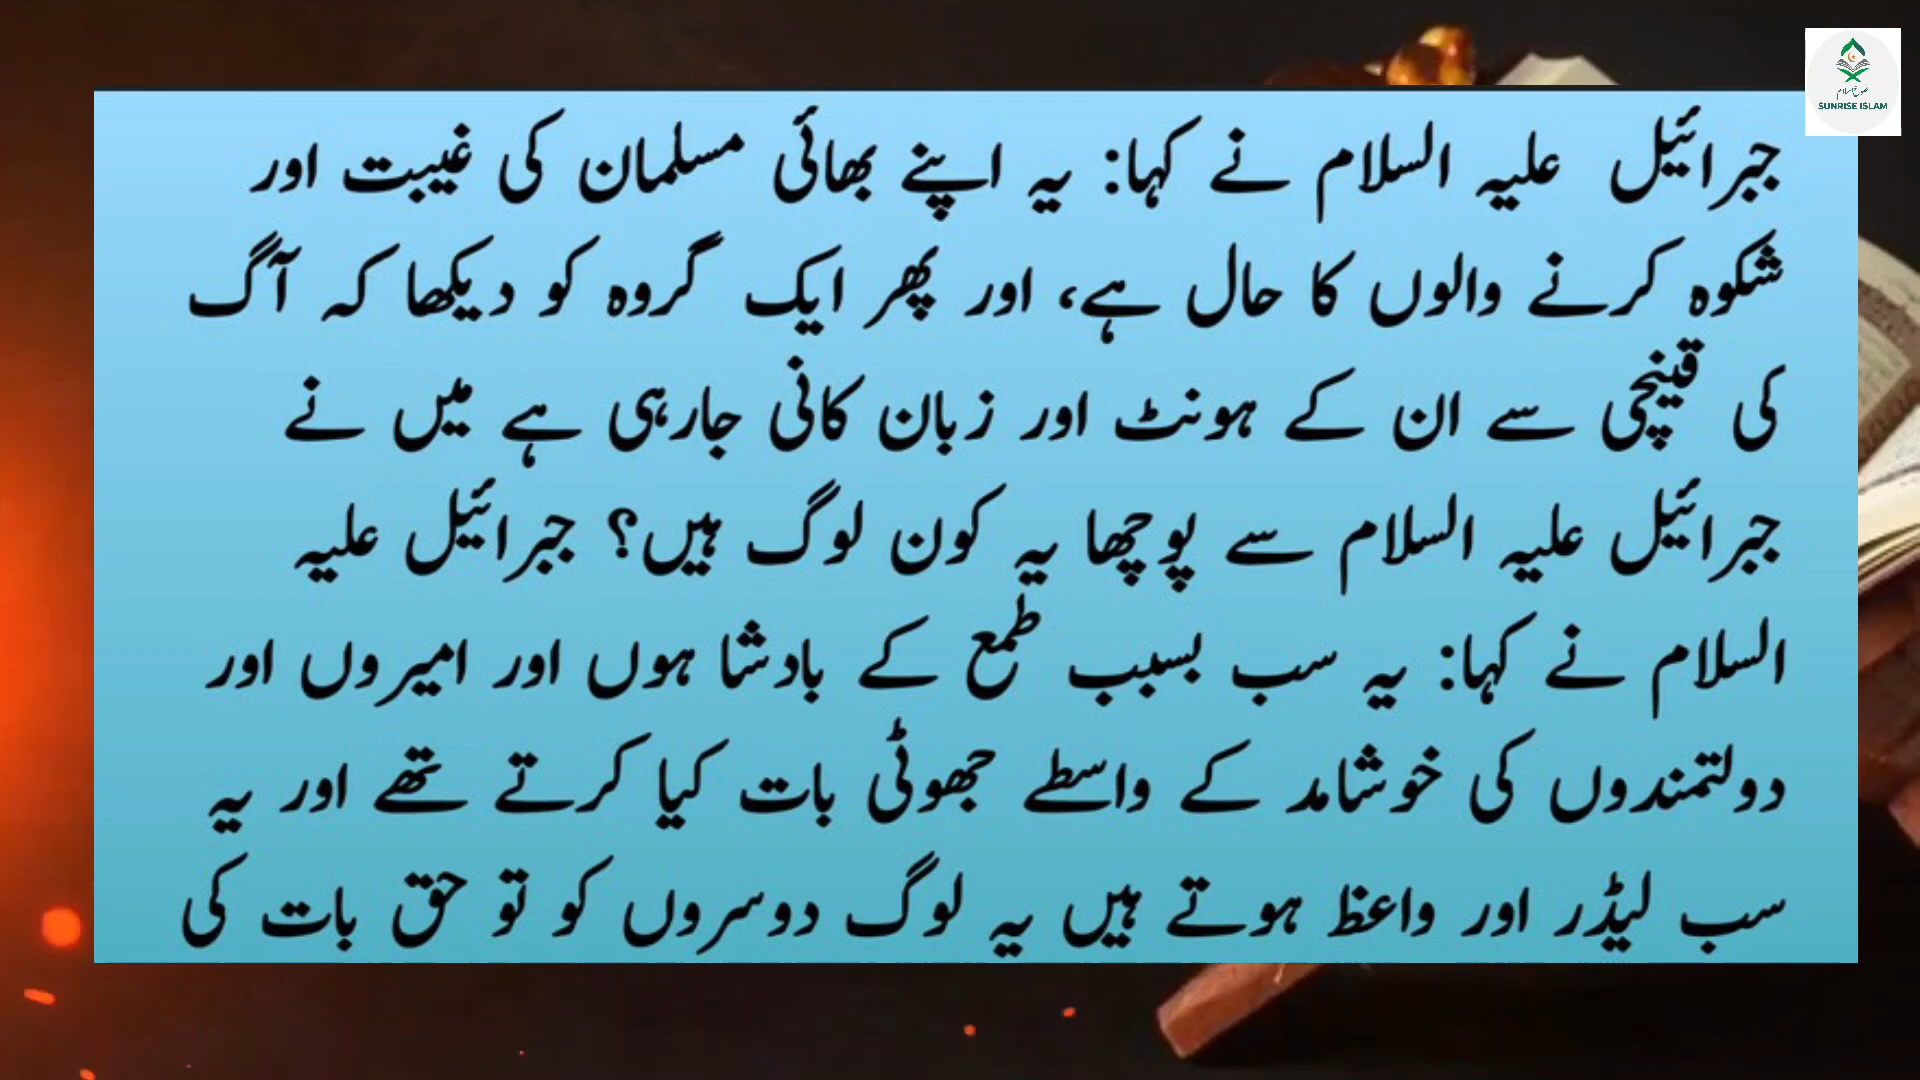 جبرائیل علیہ السلام نے کہا: یہ اپنے بھائی مسلمان کی غیبت اور
شکوہ کرنے والوں کا حال ہے، اور پھر ایک گروہ کو دیکھا کہ آگ
کی قینچی سے ان کے ہونٹ اور زبان کانی جارہی ہے میں نے
جبرائیل علیہ السلام سے پوچھا یہ کون لوگ ہیں؟ جبرائیل علیہ
السلام نے کہا: یہ سب بسبب طمع کے بادشا ہوں اور امیروں اور
دولتمندوں کی خوشامد کے واسطے جھوٹی بات کیا کرتے تھے اور یہ
سب لیڈر اور واعظ ہوتے ہیں یہ لوگ دوسروں کو تو حق بات کی
SUNRISE ISLAM